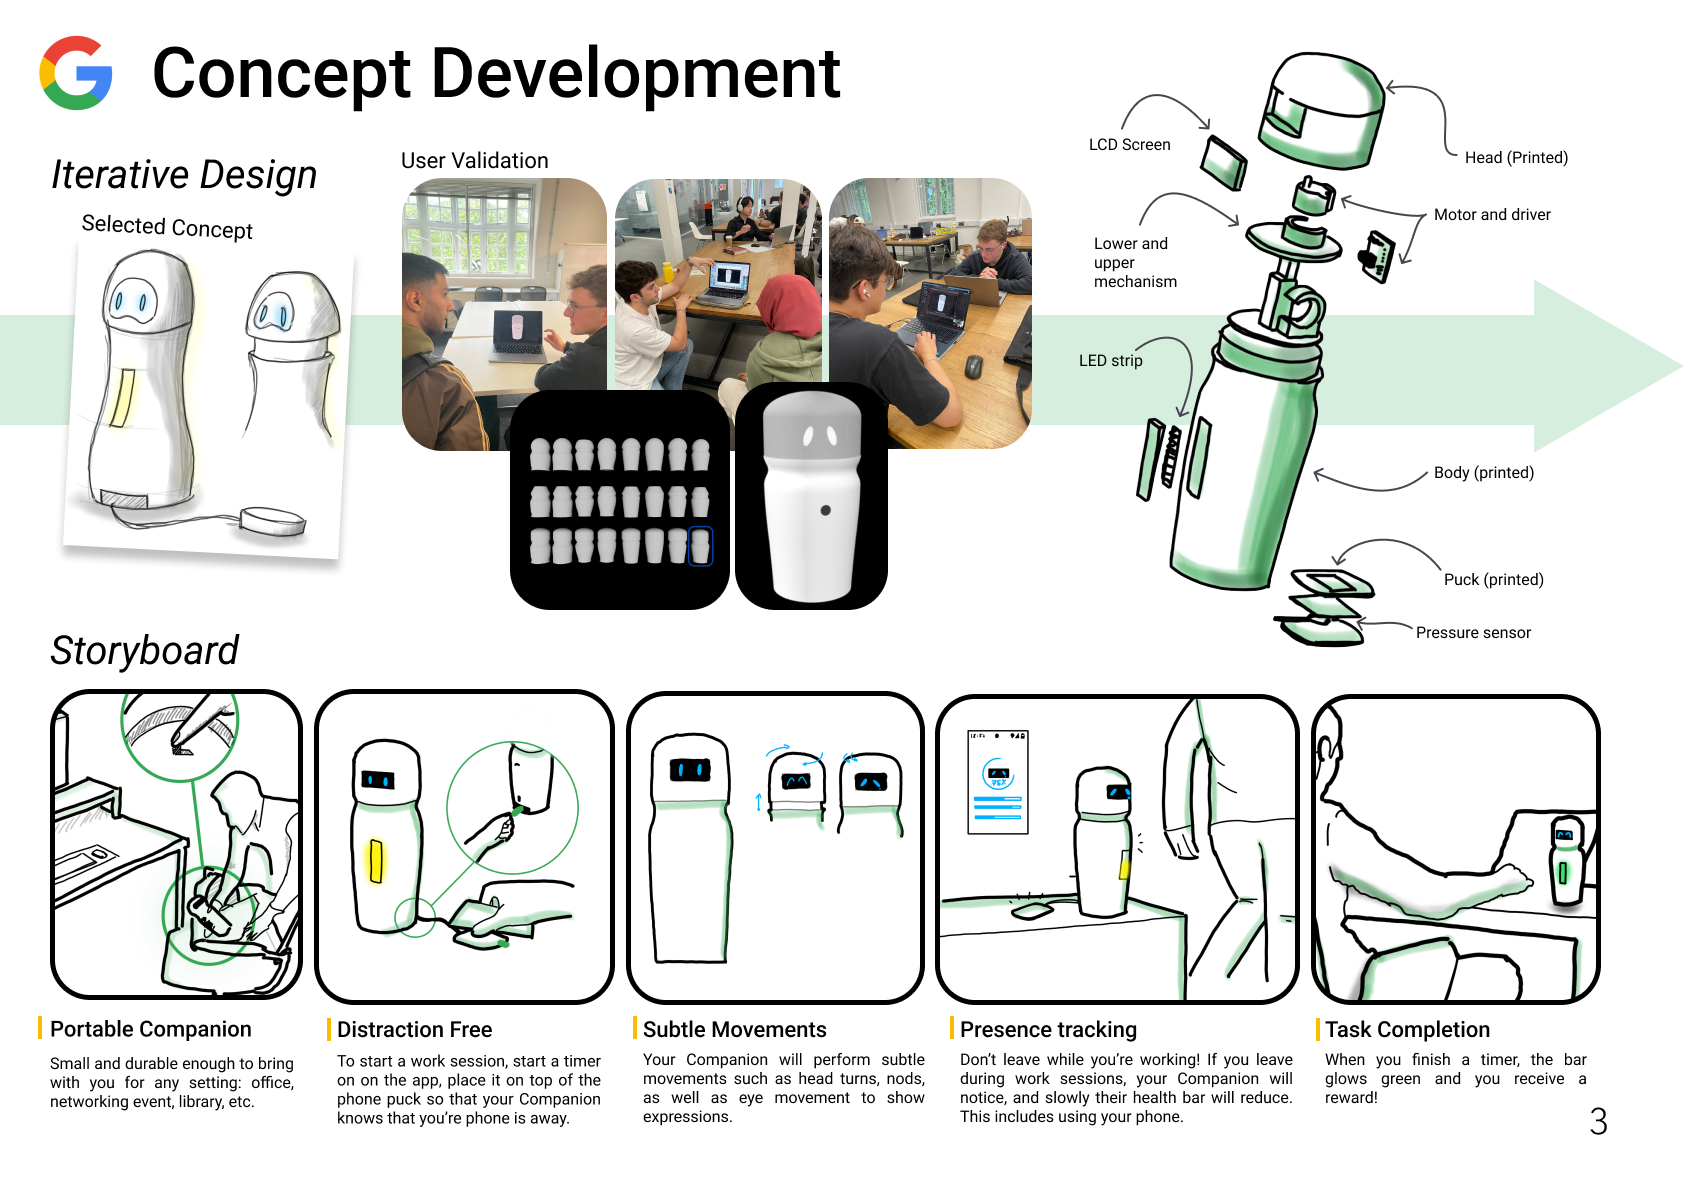 Concept Development
Iterative Design
Selected Concept
User Validation
LCD Screen
Head (Printed)
Motor and driver
Lower and
upper
mechanism
LED strip
Body (printed)
Puck (printed)
Pressure sensor
Storyboard
Portable Companion
Small and durable enough to bring
with you for any setting: office,
networking event, library, etc.
Distraction Free
To start a work session, start a timer
on on the app, place it on top of the
phone puck so that your Companion
knows that you're phone is away.
Subtle Movements
Your Companion will perform subtle
movements such as head turns, nods,
as well as eye movement to show
expressions.
Presence tracking
Don't leave while you're working! If you leave
during work sessions, your Companion will
notice, and slowly their health bar will reduce.
This includes using your phone.
Task Completion
When you finish a timer, the bar
glows green and you receive a
reward!
3